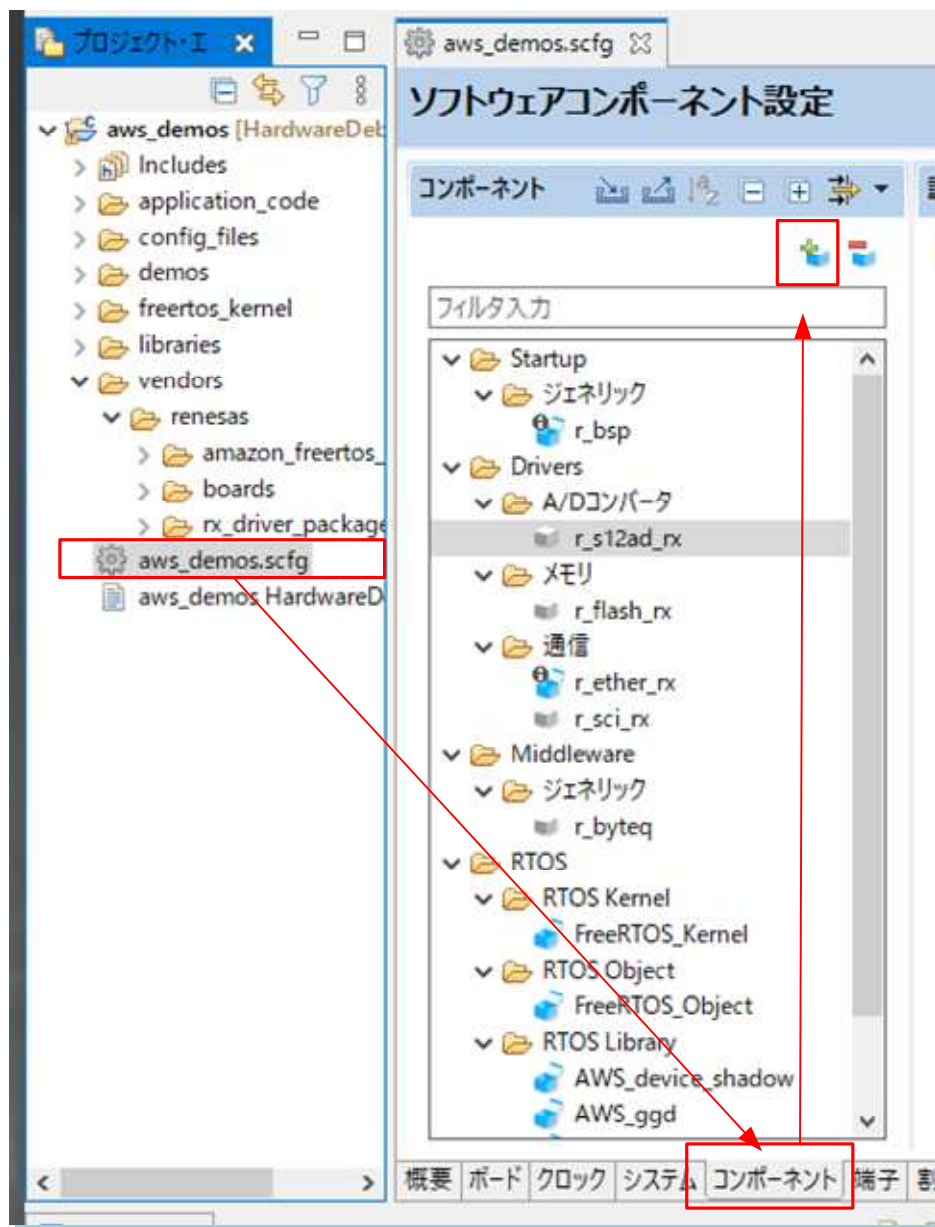 プロジェクト・エ
aws_demos [HardwareDeb
Includes
application_code
config_files
demos
freertos_kernel
libraries
vendors
renesas
amazon_freertos_
boards
rx_driver_package
aws_demos.scfg
aws_demos HardwareD
aws_demos.scfg
ソフトウェアコンポーネント設定
コンポーネント
フィルタ入力
Startup
ジェネリック
r_bsp
Drivers
A/Dコンバータ
r_s12ad_rx
メモリ
r_flash_rx
通信
r_ether_rx
r_sci_rx
Middleware
ジェネリック
r_byteq
RTOS
RTOS Kernel
FreeRTOS_Kernel
RTOS Object
FreeRTOS_Object
RTOS Library
AWS_device_shadow
AWS_ggd
概要 ボード クロック システム コンポーネント 端子 割